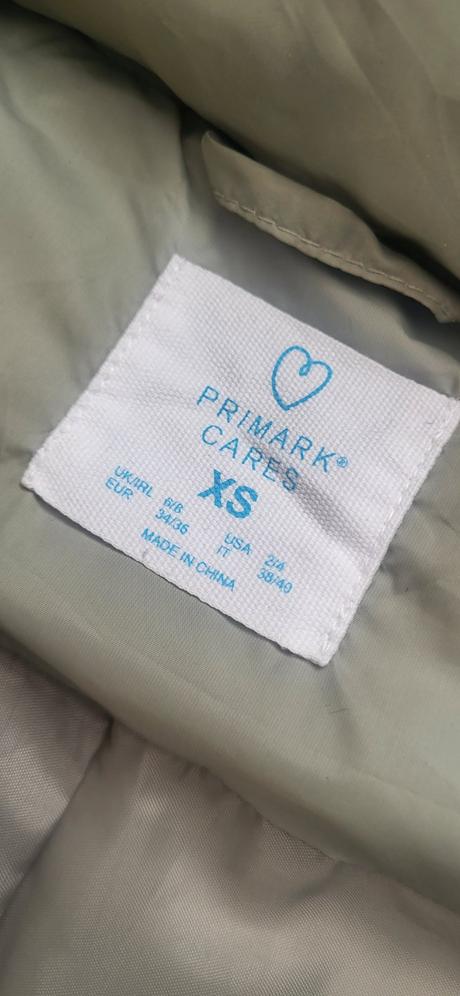 PRIMARK®
CARES
XS
UK/IRL 6/8 USA 2/4
EUR 34/36 IT 38/40
MADE IN CHINA